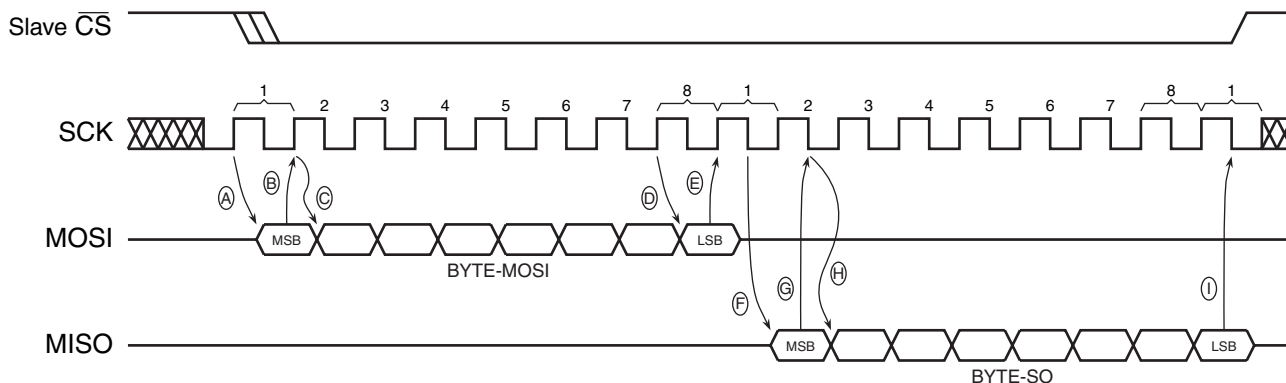 Slave CS
1 2 3 4 5 6 7 8 1 2 3 4 5 6 7 8 1
SCK
A B C D E
MOSI MSB LSB
BYTE-MOSI
F G H I
MISO MSB LSB
BYTE-SO